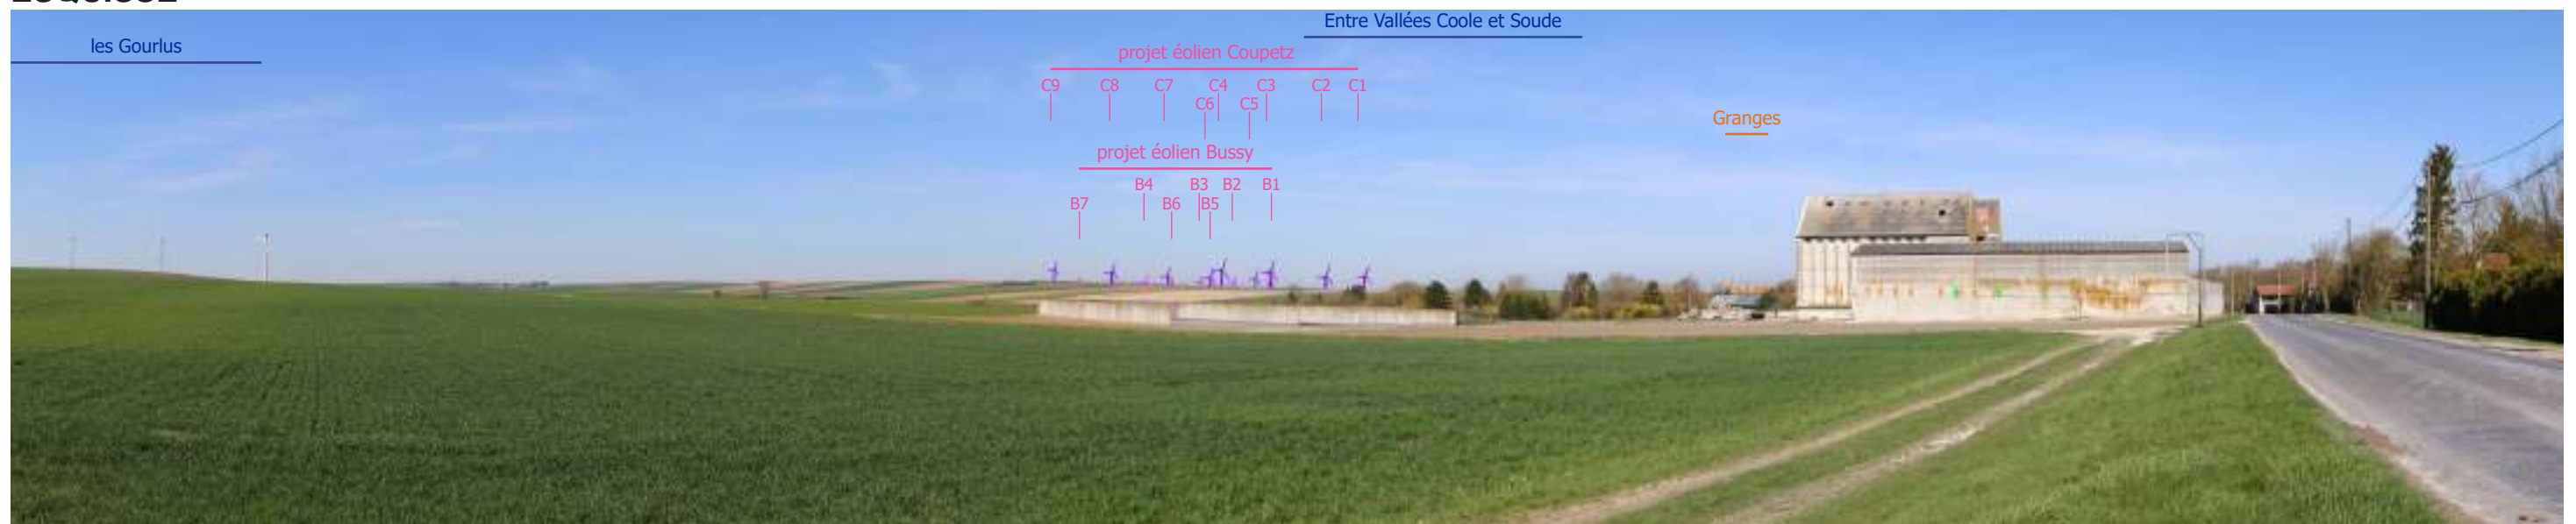 Entre Vallées Coole et Soude
les Gourlus
projet éolien Coupetz
C9 C8 C7 C4 C3 C2 C1
C6 C5
Granges
projet éolien Bussy
B4 B3 B2 B1
B7 B6 B5